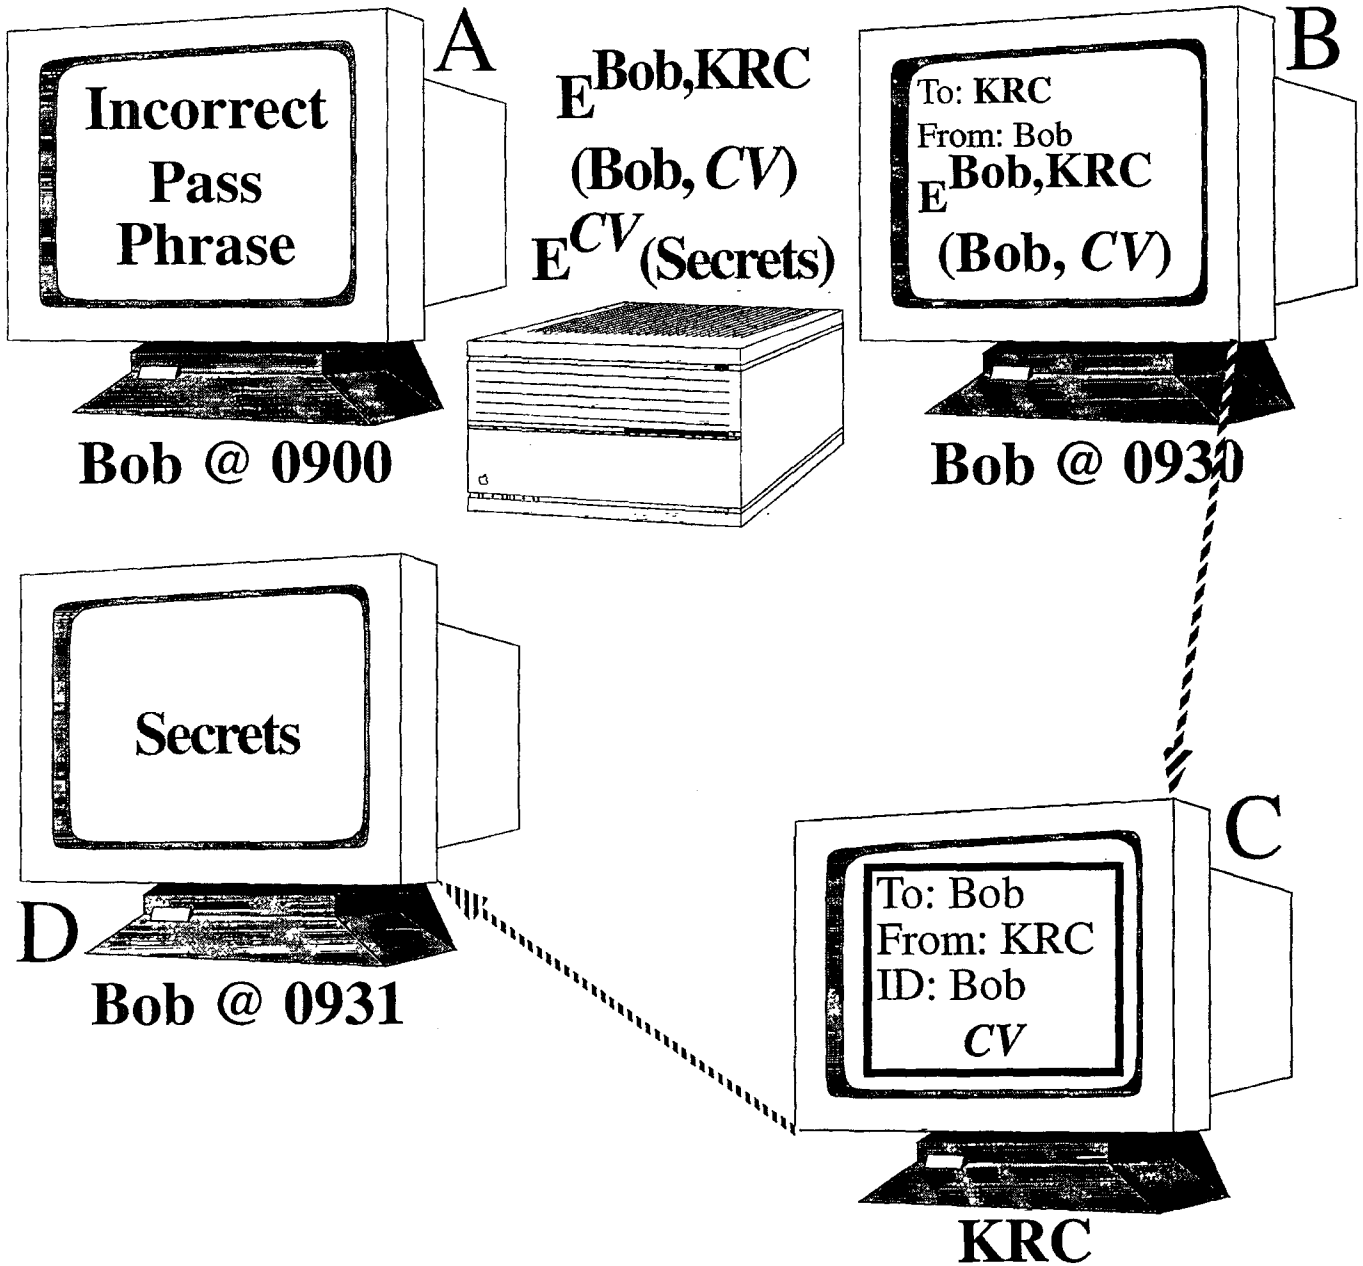 A
Incorrect
Pass
Phrase
Bob @ 0900
E^Bob,KRC
(Bob, CV)
E^CV(Secrets)
B
To: KRC
From: Bob
E^Bob,KRC
(Bob, CV)
Bob @ 0930
Secrets
D
Bob @ 0931
C
To: Bob
From: KRC
ID: Bob
CV
KRC